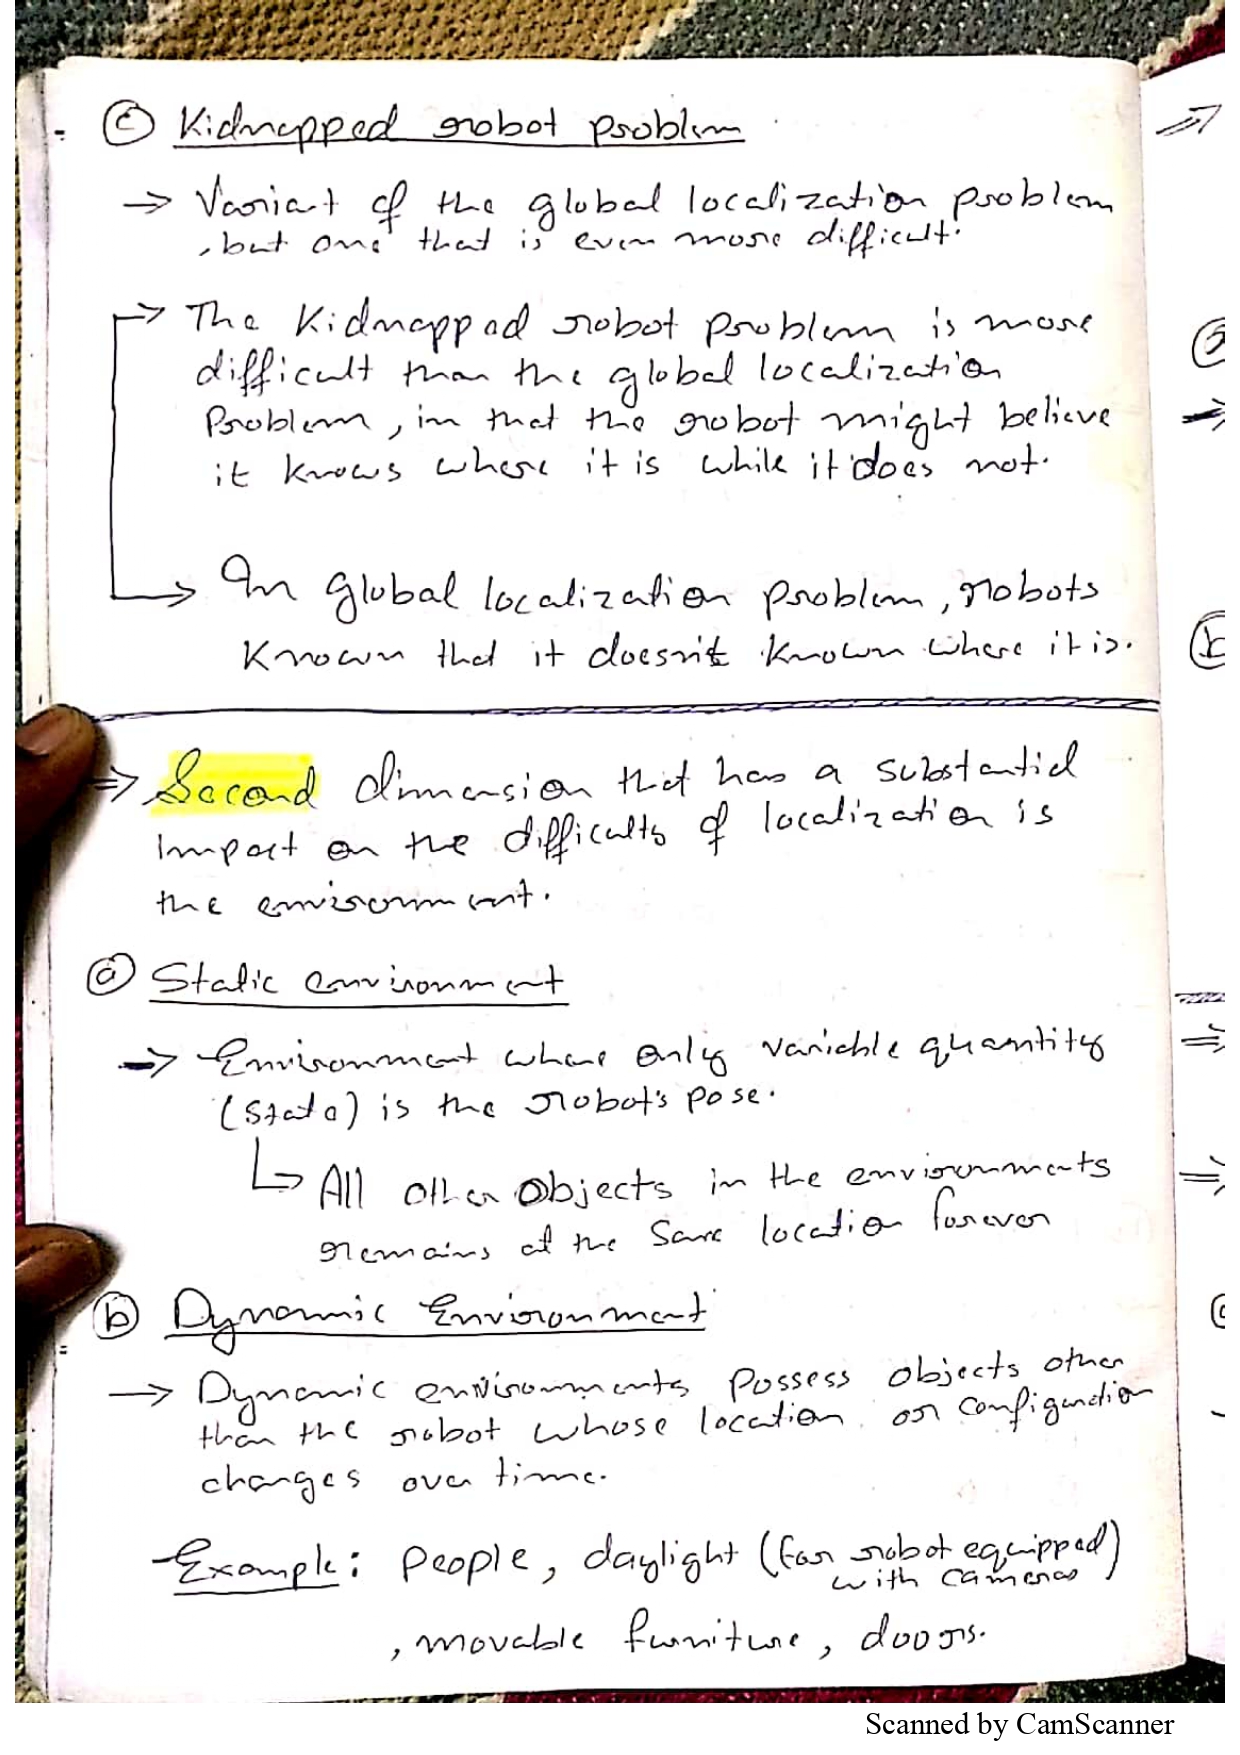 ⓒ Kidnapped robot problem
→ Variant of the global localization problem
, but one that is even more difficult.
→ The Kidnapped robot problem is more
difficult than the global localization
Problem, in that the robot might believe
it knows where it is while it does not.
→ In global localization problem, robots
Known that it doesn't known where it is.
⇒ Second dimension that has a substantial
impact on the difficulty of localization is
the environment.
ⓐ Static environment
→ Environment where only variable quantity
(state) is the robot's pose.
↳ All other objects in the environments
remains at the same location forever
ⓑ Dynamic Environment
→ Dynamic environments possess objects other
than the robot whose location or configuration
changes over time.
Example: people, daylight (for robot equipped
with cameras)
, movable furniture, doors.
Scanned by CamScanner